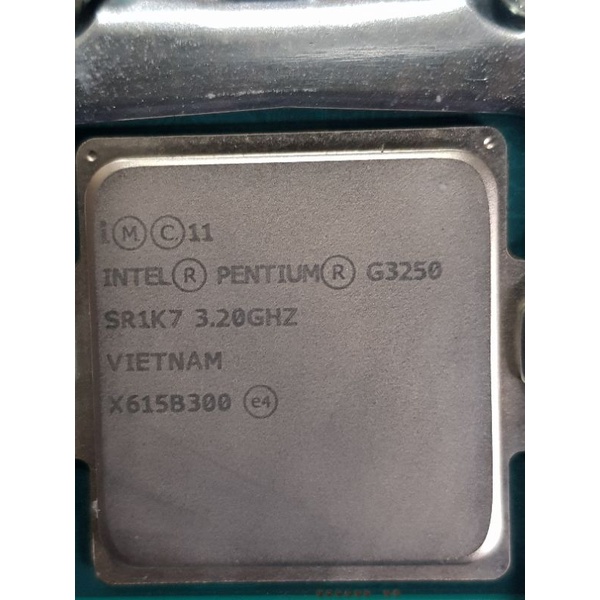 i Ⓜ Ⓒ 11
INTEL® PENTIUM® G3250
SR1K7 3.20GHZ
VIETNAM
X615B300 e4